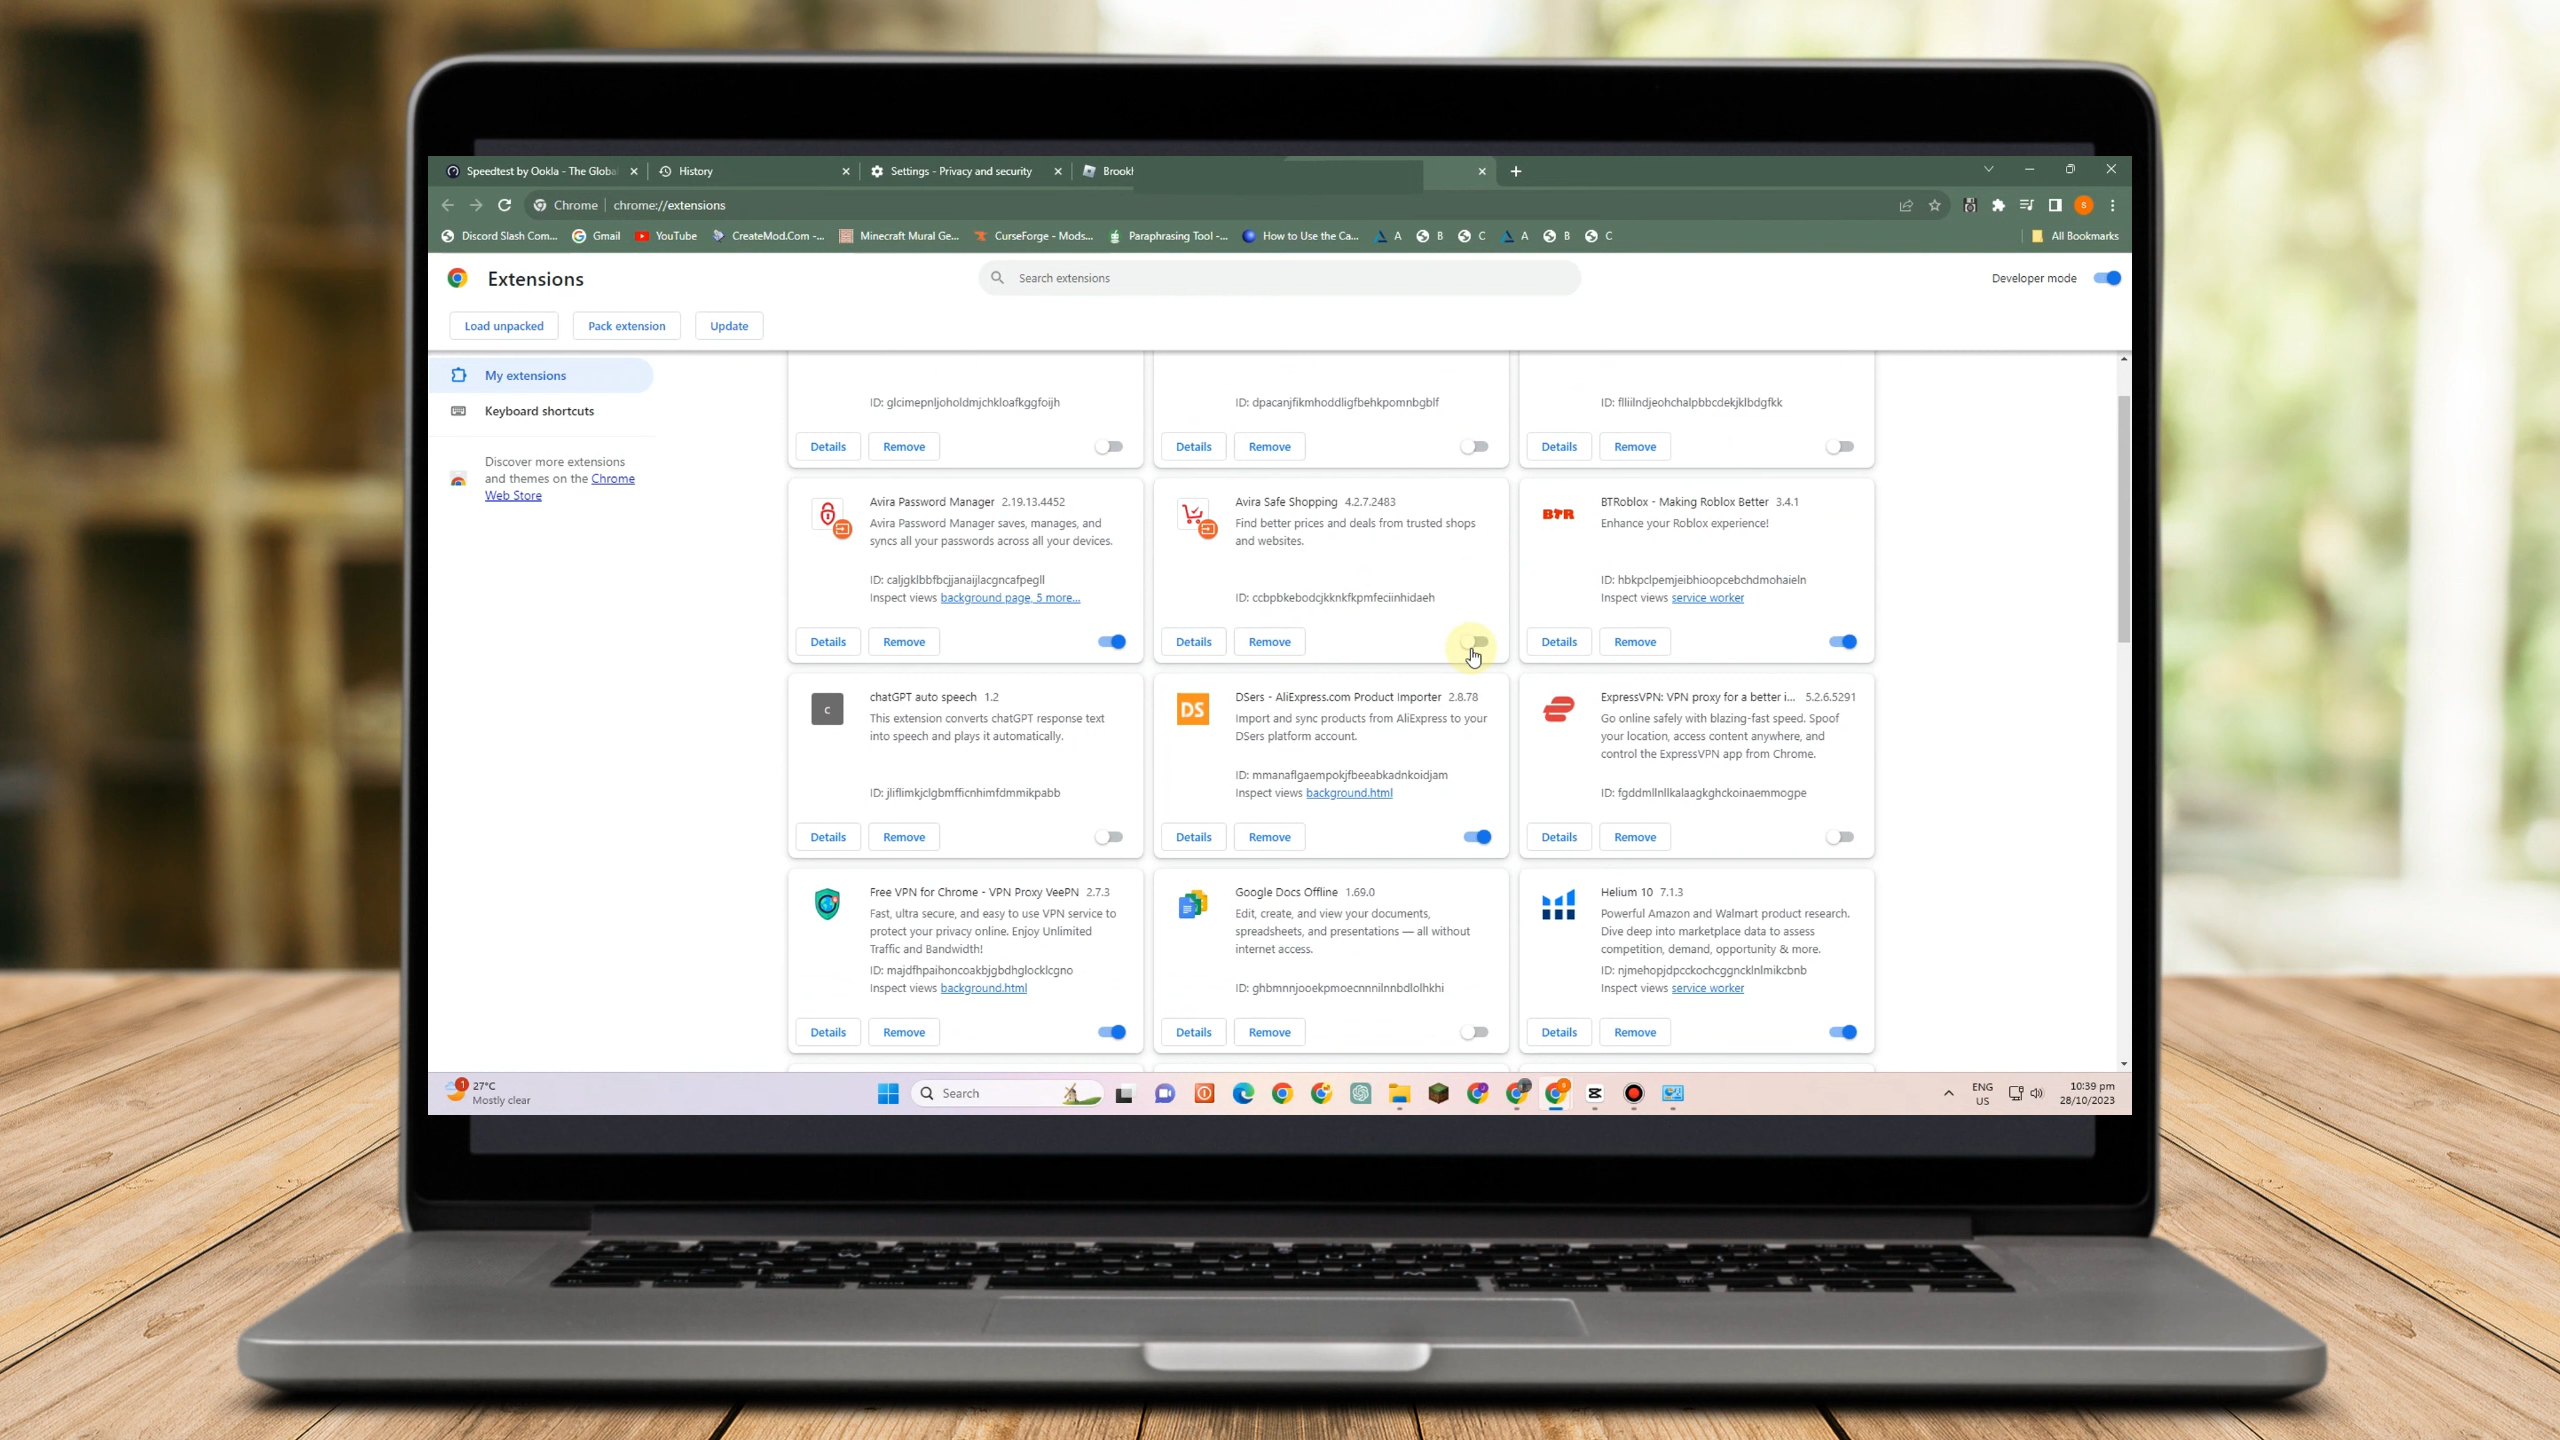 Speedtest by Ookla - The Global
History
Settings - Privacy and security
Brookh
Chrome
chrome://extensions
Discord Slash Com...
Gmail
YouTube
CreateMod.Com -...
Minecraft Mural Ge...
CurseForge - Mods...
Paraphrasing Tool -...
How to Use the Ca...
A
B
C
A
B
C
All Bookmarks
Extensions
Search extensions
Developer mode
Load unpacked
Pack extension
Update
My extensions
Keyboard shortcuts
Discover more extensions
and themes on the Chrome
Web Store
ID: glcimepnljoholdmjchkloafkggfoijh
Details
Remove
ID: dpacanjfikmhoddligfbehkpomnbgblf
Details
Remove
ID: flliilndjeohchalpbbcdekjklbdgfkk
Details
Remove
Avira Password Manager 2.19.13.4452
Avira Password Manager saves, manages, and
syncs all your passwords across all your devices.
ID: caljgklbbfbcjjanaijlacgncafpegll
Inspect views background page, 5 more...
Details
Remove
Avira Safe Shopping 4.2.7.2483
Find better prices and deals from trusted shops
and websites.
ID: ccbpbkebodcjkknkfkpmfeciinhidaeh
Details
Remove
BTR
BTRoblox - Making Roblox Better 3.4.1
Enhance your Roblox experience!
ID: hbkpclpemjeibhioopcebchdmohaieln
Inspect views service worker
Details
Remove
C
chatGPT auto speech 1.2
This extension converts chatGPT response text
into speech and plays it automatically.
ID: jliflimkjclgbmfficnhimfdmmikpabb
Details
Remove
DS
DSers - AliExpress.com Product Importer 2.8.78
Import and sync products from AliExpress to your
DSers platform account.
ID: mmanaflgaempokjfbeeabkadnkoidjam
Inspect views background.html
Details
Remove
ExpressVPN: VPN proxy for a better i... 5.2.6.5291
Go online safely with blazing-fast speed. Spoof
your location, access content anywhere, and
control the ExpressVPN app from Chrome.
ID: fgddmllnllkalaagkghckoinaemmogpe
Details
Remove
Free VPN for Chrome - VPN Proxy VeePN 2.7.3
Fast, ultra secure, and easy to use VPN service to
protect your privacy online. Enjoy Unlimited
Traffic and Bandwidth!
ID: majdfhpaihoncoakbjgbdhglocklcgno
Inspect views background.html
Details
Remove
Google Docs Offline 1.69.0
Edit, create, and view your documents,
spreadsheets, and presentations — all without
internet access.
ID: ghbmnnjooekpmoecnnnilnnbdlolhkhi
Details
Remove
Helium 10 7.1.3
Powerful Amazon and Walmart product research.
Dive deep into marketplace data to assess
competition, demand, opportunity & more.
ID: njmehopjdpcckochcggncklnlmikcbnb
Inspect views service worker
Details
Remove
1
27°C
Mostly clear
Search
ENG
US
10:39 pm
28/10/2023